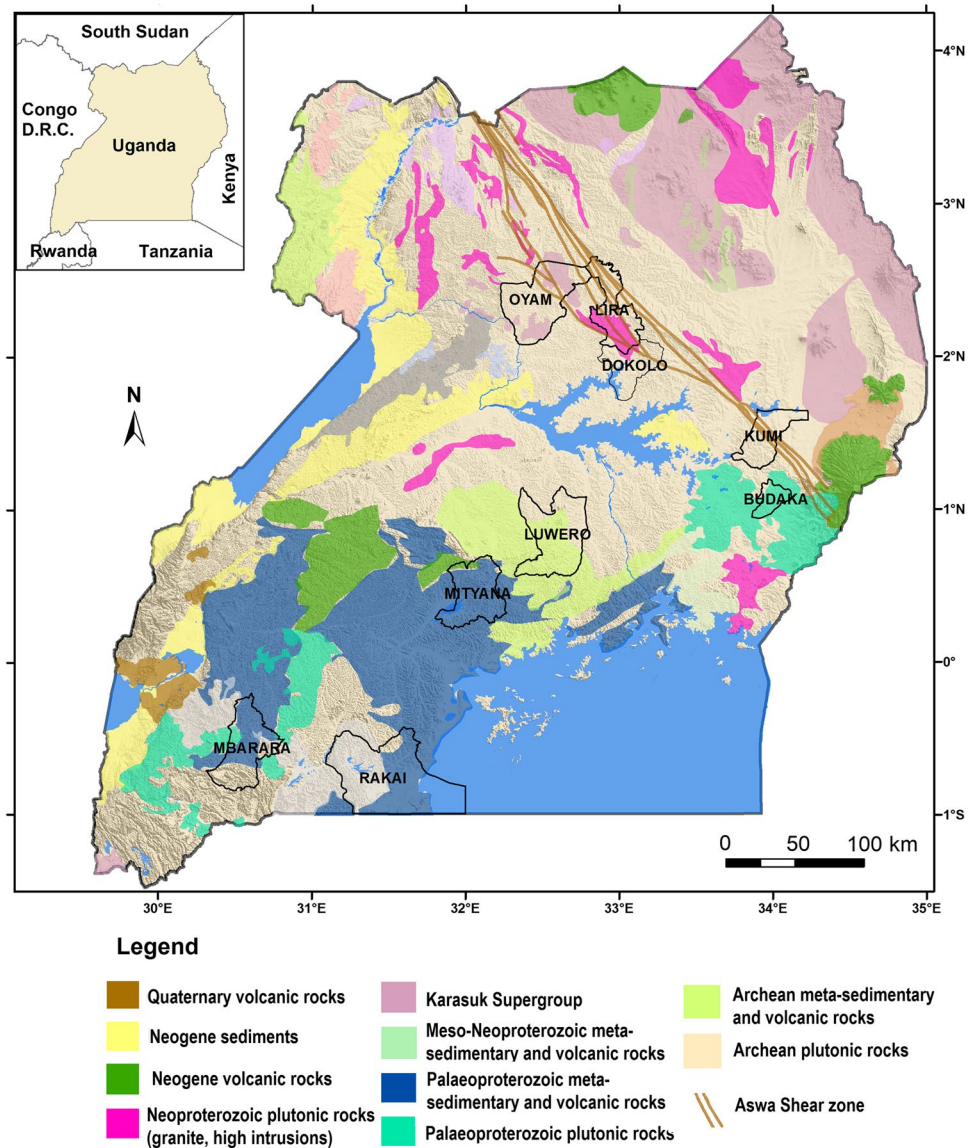 South Sudan
Congo
D.R.C.
Uganda
Kenya
Rwanda
Tanzania
4°N
3°N
2°N
1°N
0°
1°S
N
OYAM
LIRA
DOKOLO
KUMI
BUDAKA
LUWERO
MITYANA
MBARARA
RAKAI
0 50 100 km
30°E 31°E 32°E 33°E 34°E 35°E
Legend
Quaternary volcanic rocks
Neogene sediments
Neogene volcanic rocks
Neoproterozoic plutonic rocks
(granite, high intrusions)
Karasuk Supergroup
Meso-Neoproterozoic meta-
sedimentary and volcanic rocks
Palaeoproterozoic meta-
sedimentary and volcanic rocks
Palaeoproterozoic plutonic rocks
Archean meta-sedimentary
and volcanic rocks
Archean plutonic rocks
Aswa Shear zone